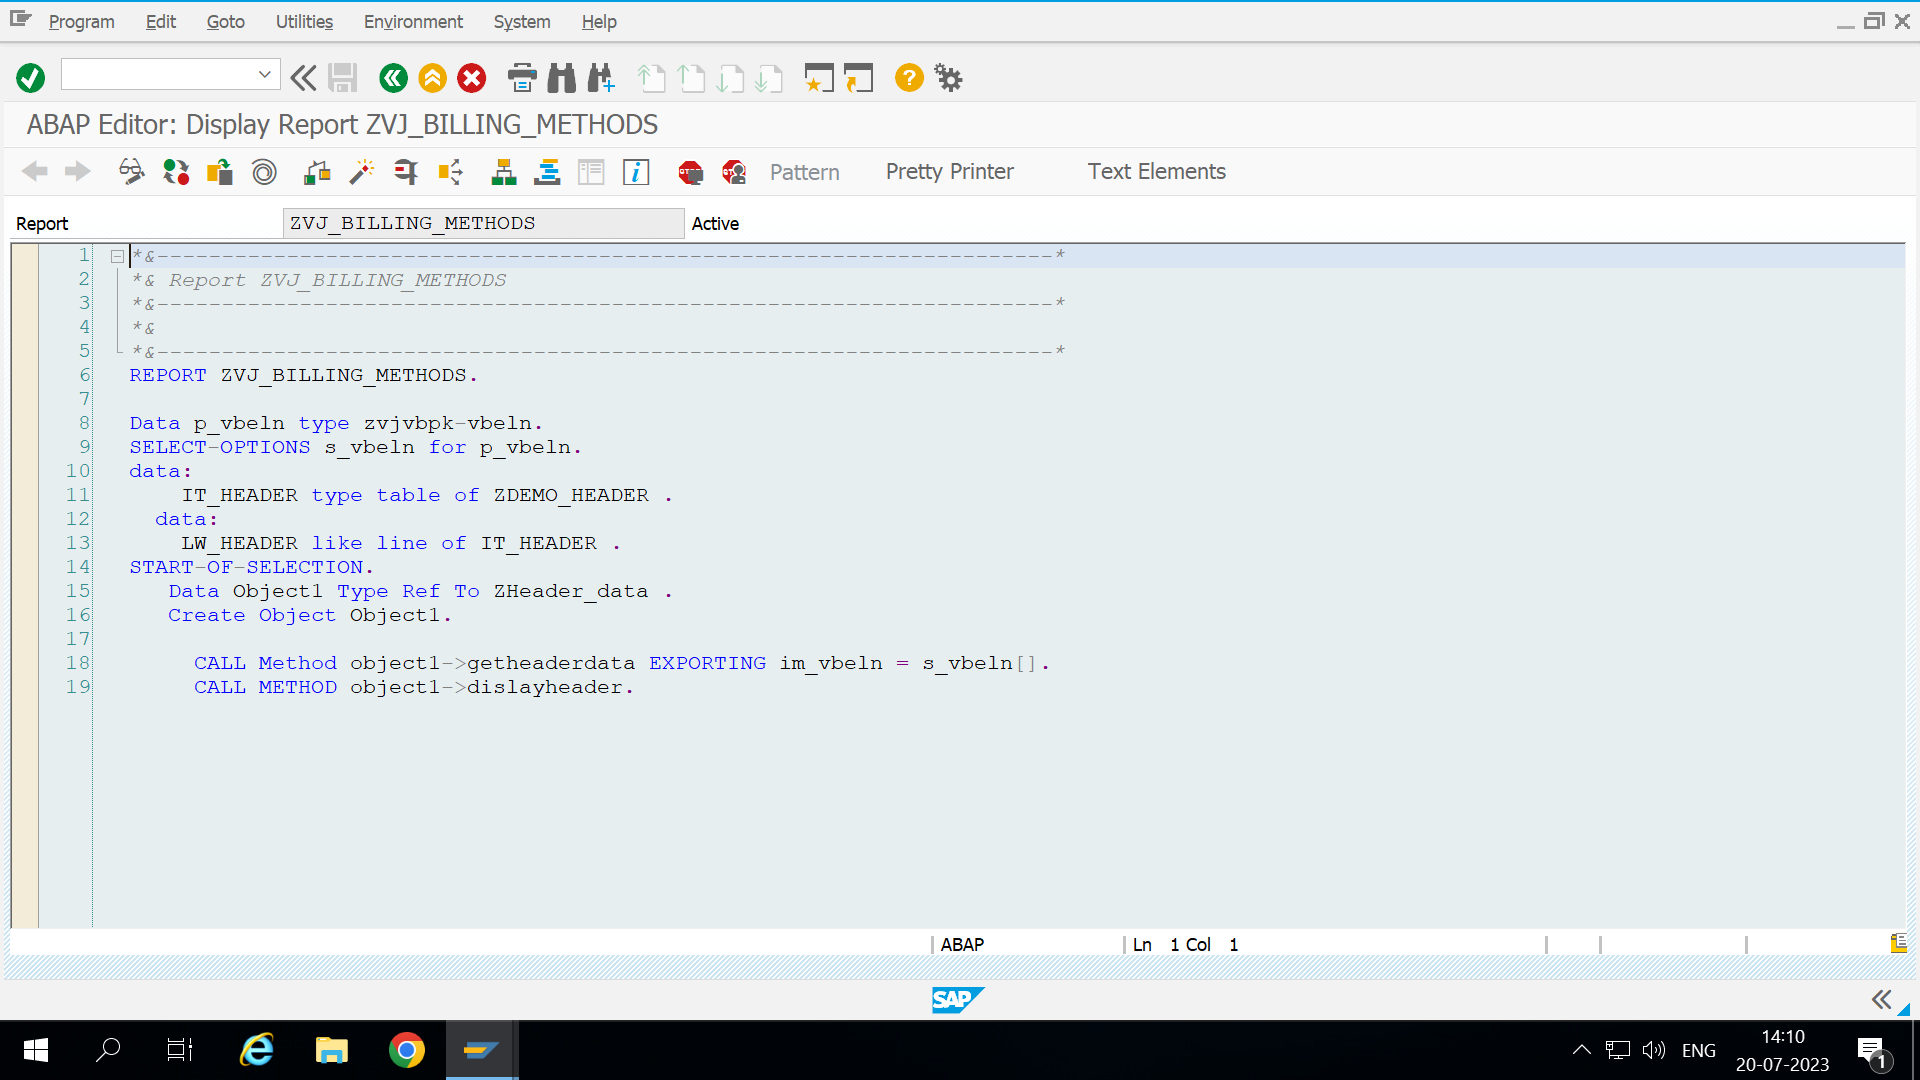 Program Edit Goto Utilities Environment System Help
ABAP Editor: Display Report ZVJ_BILLING_METHODS
Pattern Pretty Printer Text Elements
Report ZVJ_BILLING_METHODS Active
1 *&---------------------------------------------------------------------*
2 *& Report ZVJ_BILLING_METHODS
3 *&---------------------------------------------------------------------*
4 *&
5 *&---------------------------------------------------------------------*
6 REPORT ZVJ_BILLING_METHODS.
7
8 Data p_vbeln type zvjvbpk-vbeln.
9 SELECT-OPTIONS s_vbeln for p_vbeln.
10 data:
11 IT_HEADER type table of ZDEMO_HEADER .
12 data:
13 LW_HEADER like line of IT_HEADER .
14 START-OF-SELECTION.
15 Data Object1 Type Ref To ZHeader_data .
16 Create Object Object1.
17
18 CALL Method object1->getheaderdata EXPORTING im_vbeln = s_vbeln[].
19 CALL METHOD object1->dislayheader.
ABAP Ln 1 Col 1
SAP
ENG 14:10
20-07-2023 1